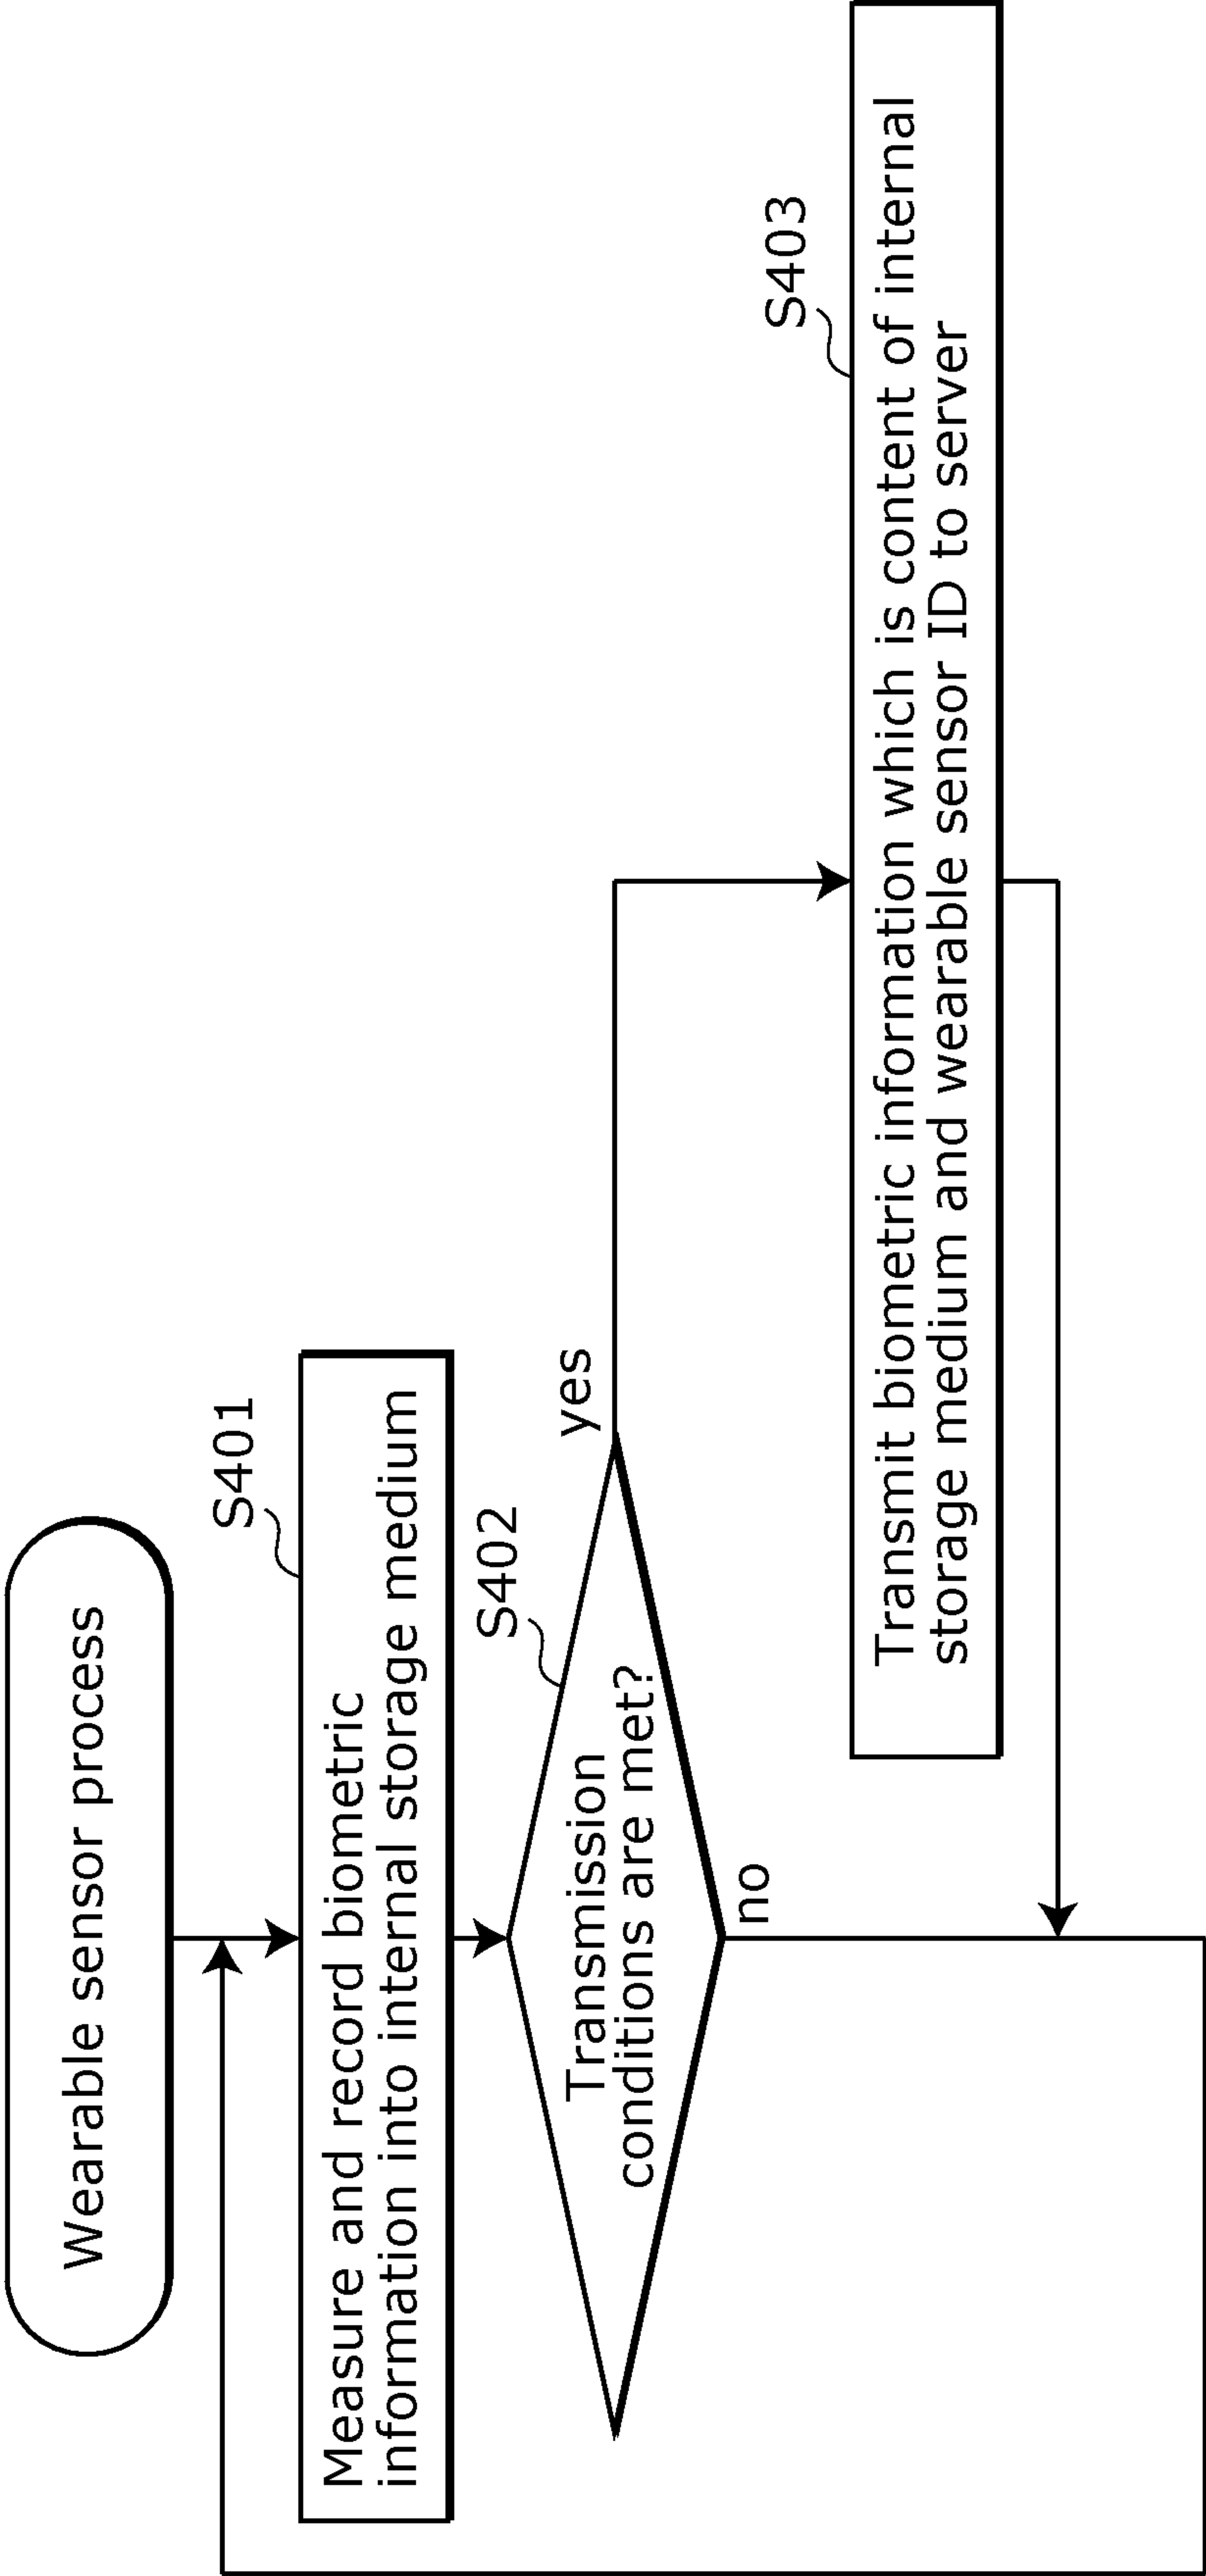 Wearable sensor process
S401
Measure and record biometric
information into internal storage medium
S402
Transmission
conditions are met?
yes
no
S403
Transmit biometric information which is content of internal
storage medium and wearable sensor ID to server